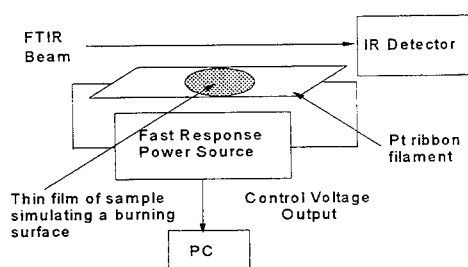 FTIR
Beam
IR Detector
Fast Response
Power Source
Pt ribbon
filament
Thin film of sample
simulating a burning
surface
Control Voltage
Output
PC